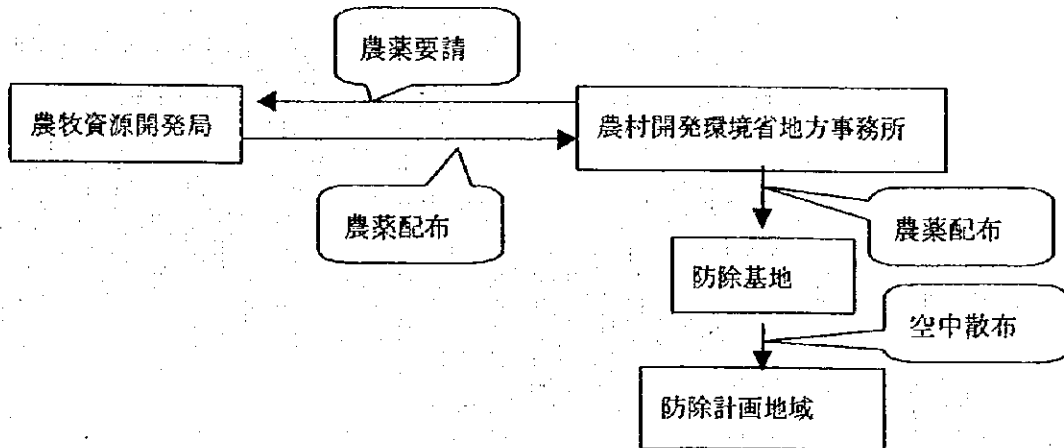 農薬要請
農牧資源開発局
農村開発環境省地方事務所
農薬配布
農薬配布
防除基地
空中散布
防除計画地域